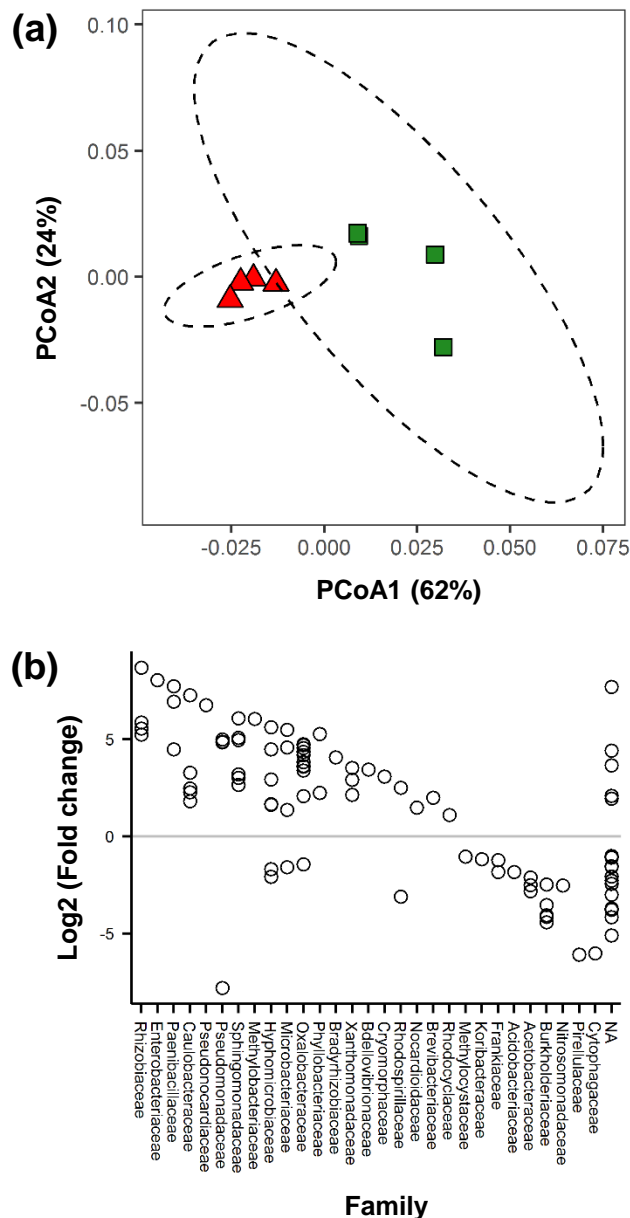 (a)
0.10
0.05
0.00
-0.05
PCoA2 (24%)
-0.025 0.000 0.025 0.050 0.075
PCoA1 (62%)
(b)
5
0
-5
Log2 (Fold change)
Rhizobiaceae
Enterobacteriaceae
Paenibacillaceae
Caulobacteraceae
Pseudonocardiaceae
Pseudomonadaceae
Sphingomonadaceae
Methylobacteriaceae
Hyphomicrobiaceae
Microbacteriaceae
Oxalobacteraceae
Phyllobacteriaceae
Bradyrhizobiaceae
Xanthomonadaceae
Bdellovibrionaceae
Cryomorphaceae
Rhodospirillaceae
Nocardioidaceae
Brevibacteriaceae
Rhodocyclaceae
Methylocystaceae
Koribacteraceae
Frankiaceae
Acidobacteriaceae
Acetobacteraceae
Burkholderiaceae
Nitrosomonadaceae
Pirellulaceae
Cytophagaceae
NA
Family